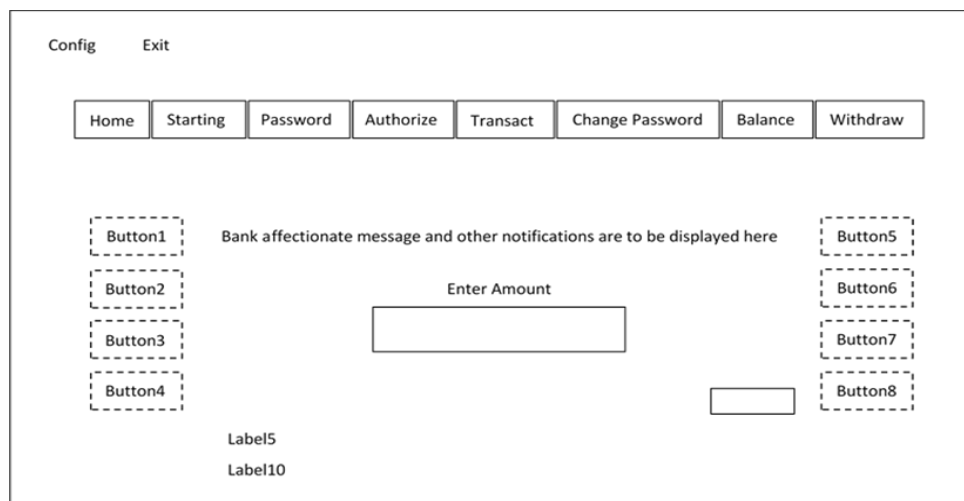 Config Exit
Home Starting Password Authorize Transact Change Password Balance Withdraw
Button1 Bank affectionate message and other notifications are to be displayed here Button5
Button2 Enter Amount Button6
Button3 Button7
Button4 Button8
Label5
Label10